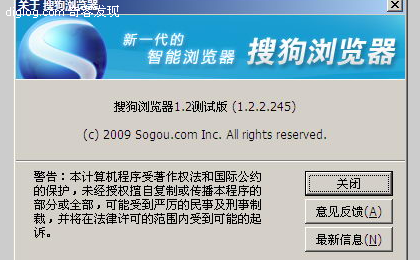 关于 搜狗浏览器
diglog.com 奇客发现
新一代的
智能浏览器 搜狗浏览器
搜狗浏览器1.2测试版 (1.2.2.245)
(c) 2009 Sogou.com Inc. All rights reserved.
警告：本计算机程序受著作权法和国际公约
的保护，未经授权擅自复制或传播本程序的
部分或全部，可能受到严厉的民事及刑事制
裁，并将在法律许可的范围内受到可能的起
诉。
关闭
意见反馈(A)
最新信息(N)